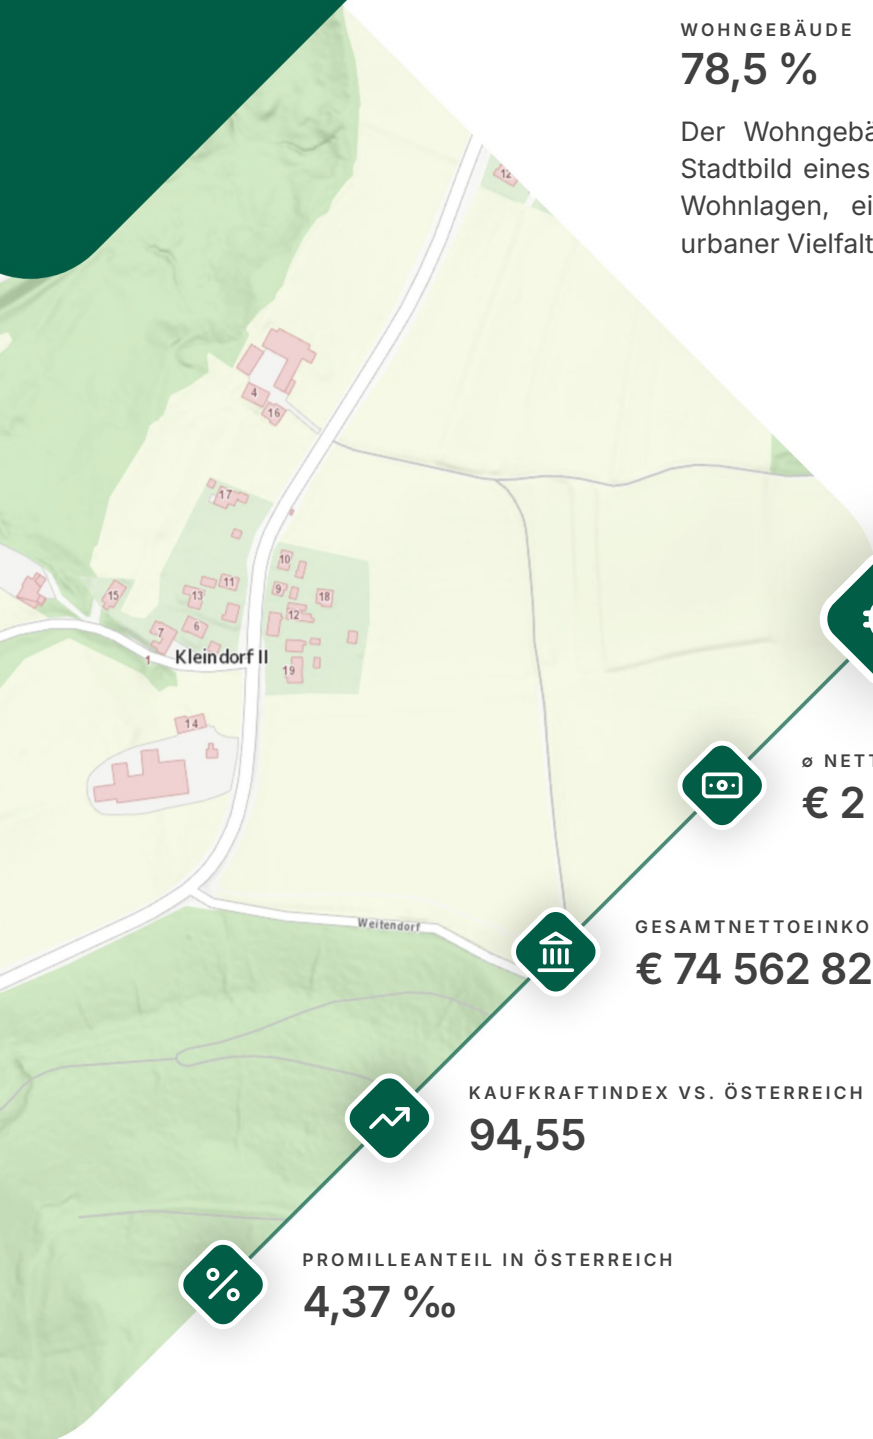 WOHNGEBÄUDE
78,5 %
Der Wohngebä
Stadtbild eines
Wohnlagen, ei
urbaner Vielfalt
12
4
16
17
10
11
9
18
15
13
12
7
6
1
Kleindorf II
19
14
Weitendorf
ø NETT
€ 2
GESAMTNETTOEINKO
€ 74 562 82
KAUFKRAFTINDEX VS. ÖSTERREICH
94,55
PROMILLEANTEIL IN ÖSTERREICH
4,37 ‰